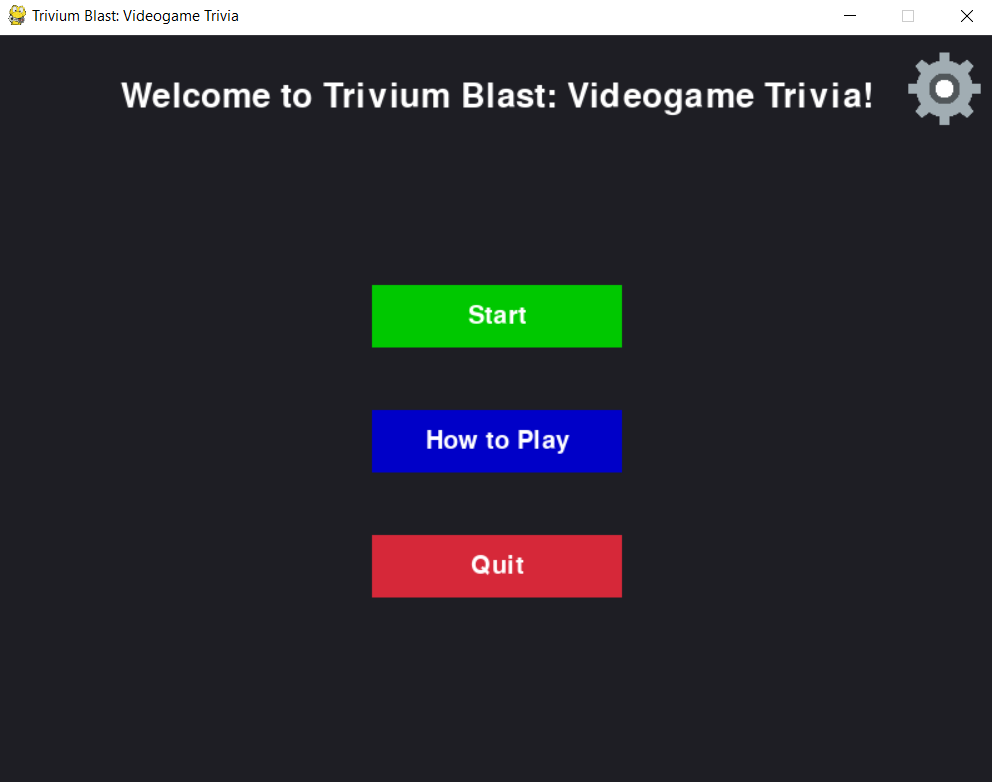 Trivium Blast: Videogame Trivia
Welcome to Trivium Blast: Videogame Trivia!
Start
How to Play
Quit